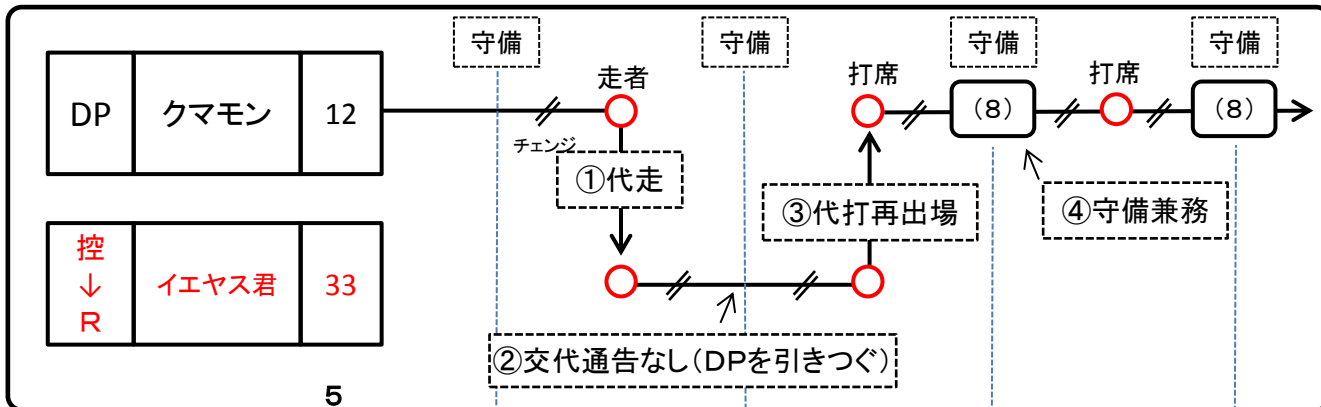 守備
守備
守備
守備
DP
クマモン
12
走者
打席
(8)
打席
(8)
チェンジ
①代走
③代打再出場
④守備兼務
控
↓
R
イエヤス君
33
②交代通告なし(DPを引きつぐ)
5